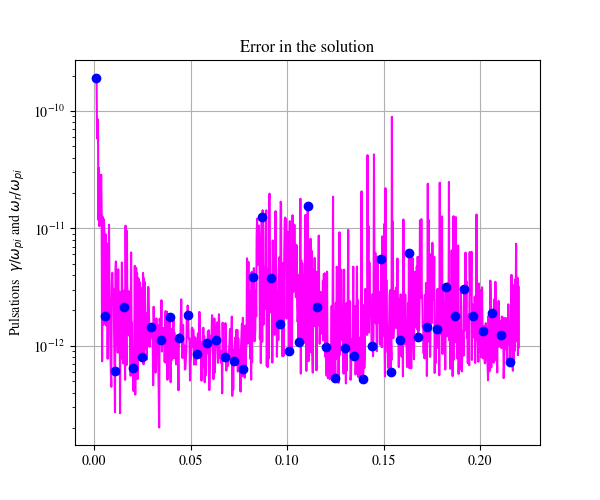 Error in the solution
Pulsations γ/ω_pi and ω_r/ω_pi
10⁻¹⁰
10⁻¹¹
10⁻¹²
0.00 0.05 0.10 0.15 0.20